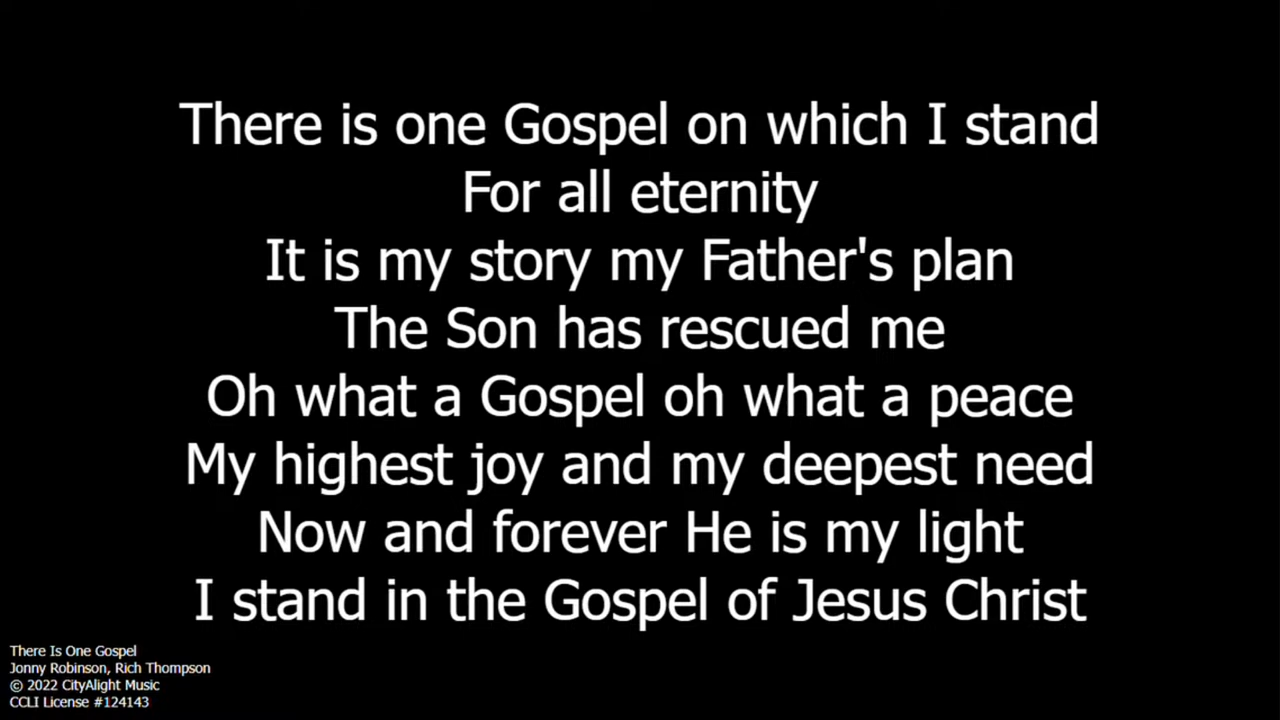 There is one Gospel on which I stand
For all eternity
It is my story my Father's plan
The Son has rescued me
Oh what a Gospel oh what a peace
My highest joy and my deepest need
Now and forever He is my light
I stand in the Gospel of Jesus Christ
There Is One Gospel
Jonny Robinson, Rich Thompson
© 2022 CityAlight Music
CCLI License #124143